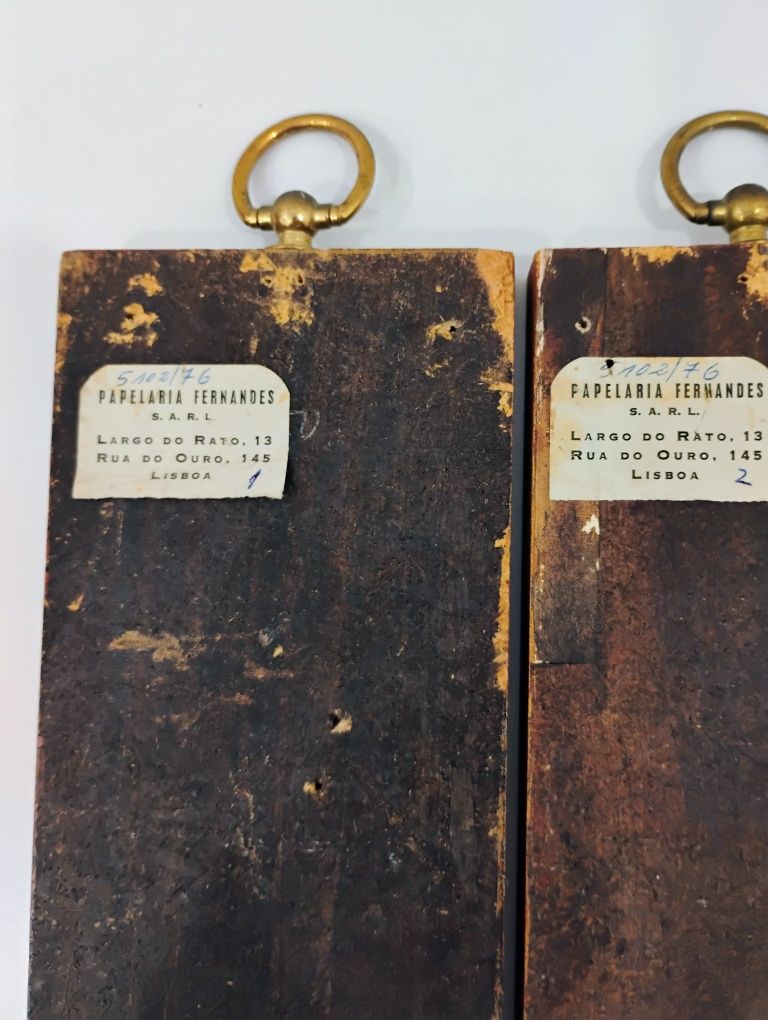 5102/76
PAPELARIA FERNANDES
S. A. R. L.
LARGO DO RATO, 13
RUA DO OURO, 145
LISBOA 1
5102/76
PAPELARIA FERNANDES
S. A. R. L.
LARGO DO RATO, 13
RUA DO OURO, 145
LISBOA 2